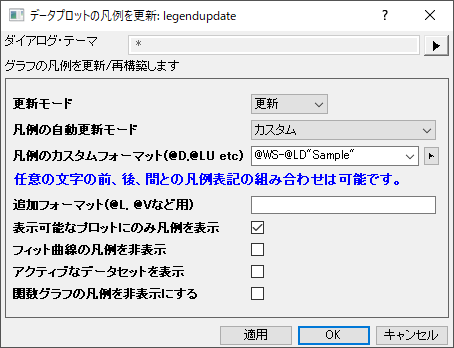 データプロットの凡例を更新: legendupdate
ダイアログ・テーマ *
グラフの凡例を更新/再構築します
更新モード 更新
凡例の自動更新モード カスタム
凡例のカスタムフォーマット(@D,@LU etc) @WS-@LD"Sample"
任意の文字の前、後、間との凡例表記の組み合わせは可能です。
追加フォーマット(@L, @Vなど用)
表示可能なプロットにのみ凡例を表示
フィット曲線の凡例を非表示
アクティブなデータセットを表示
関数グラフの凡例を非表示にする
適用 OK キャンセル